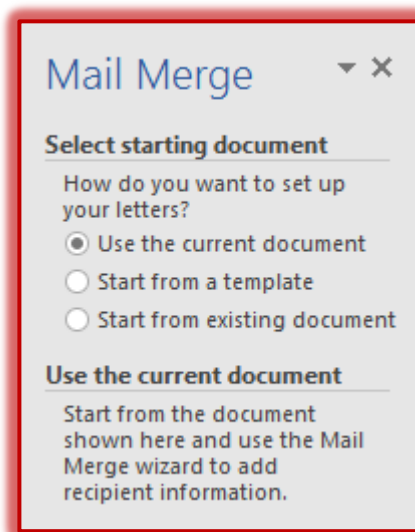 Mail Merge
Select starting document
How do you want to set up
your letters?
Use the current document
Start from a template
Start from existing document
Use the current document
Start from the document
shown here and use the Mail
Merge wizard to add
recipient information.